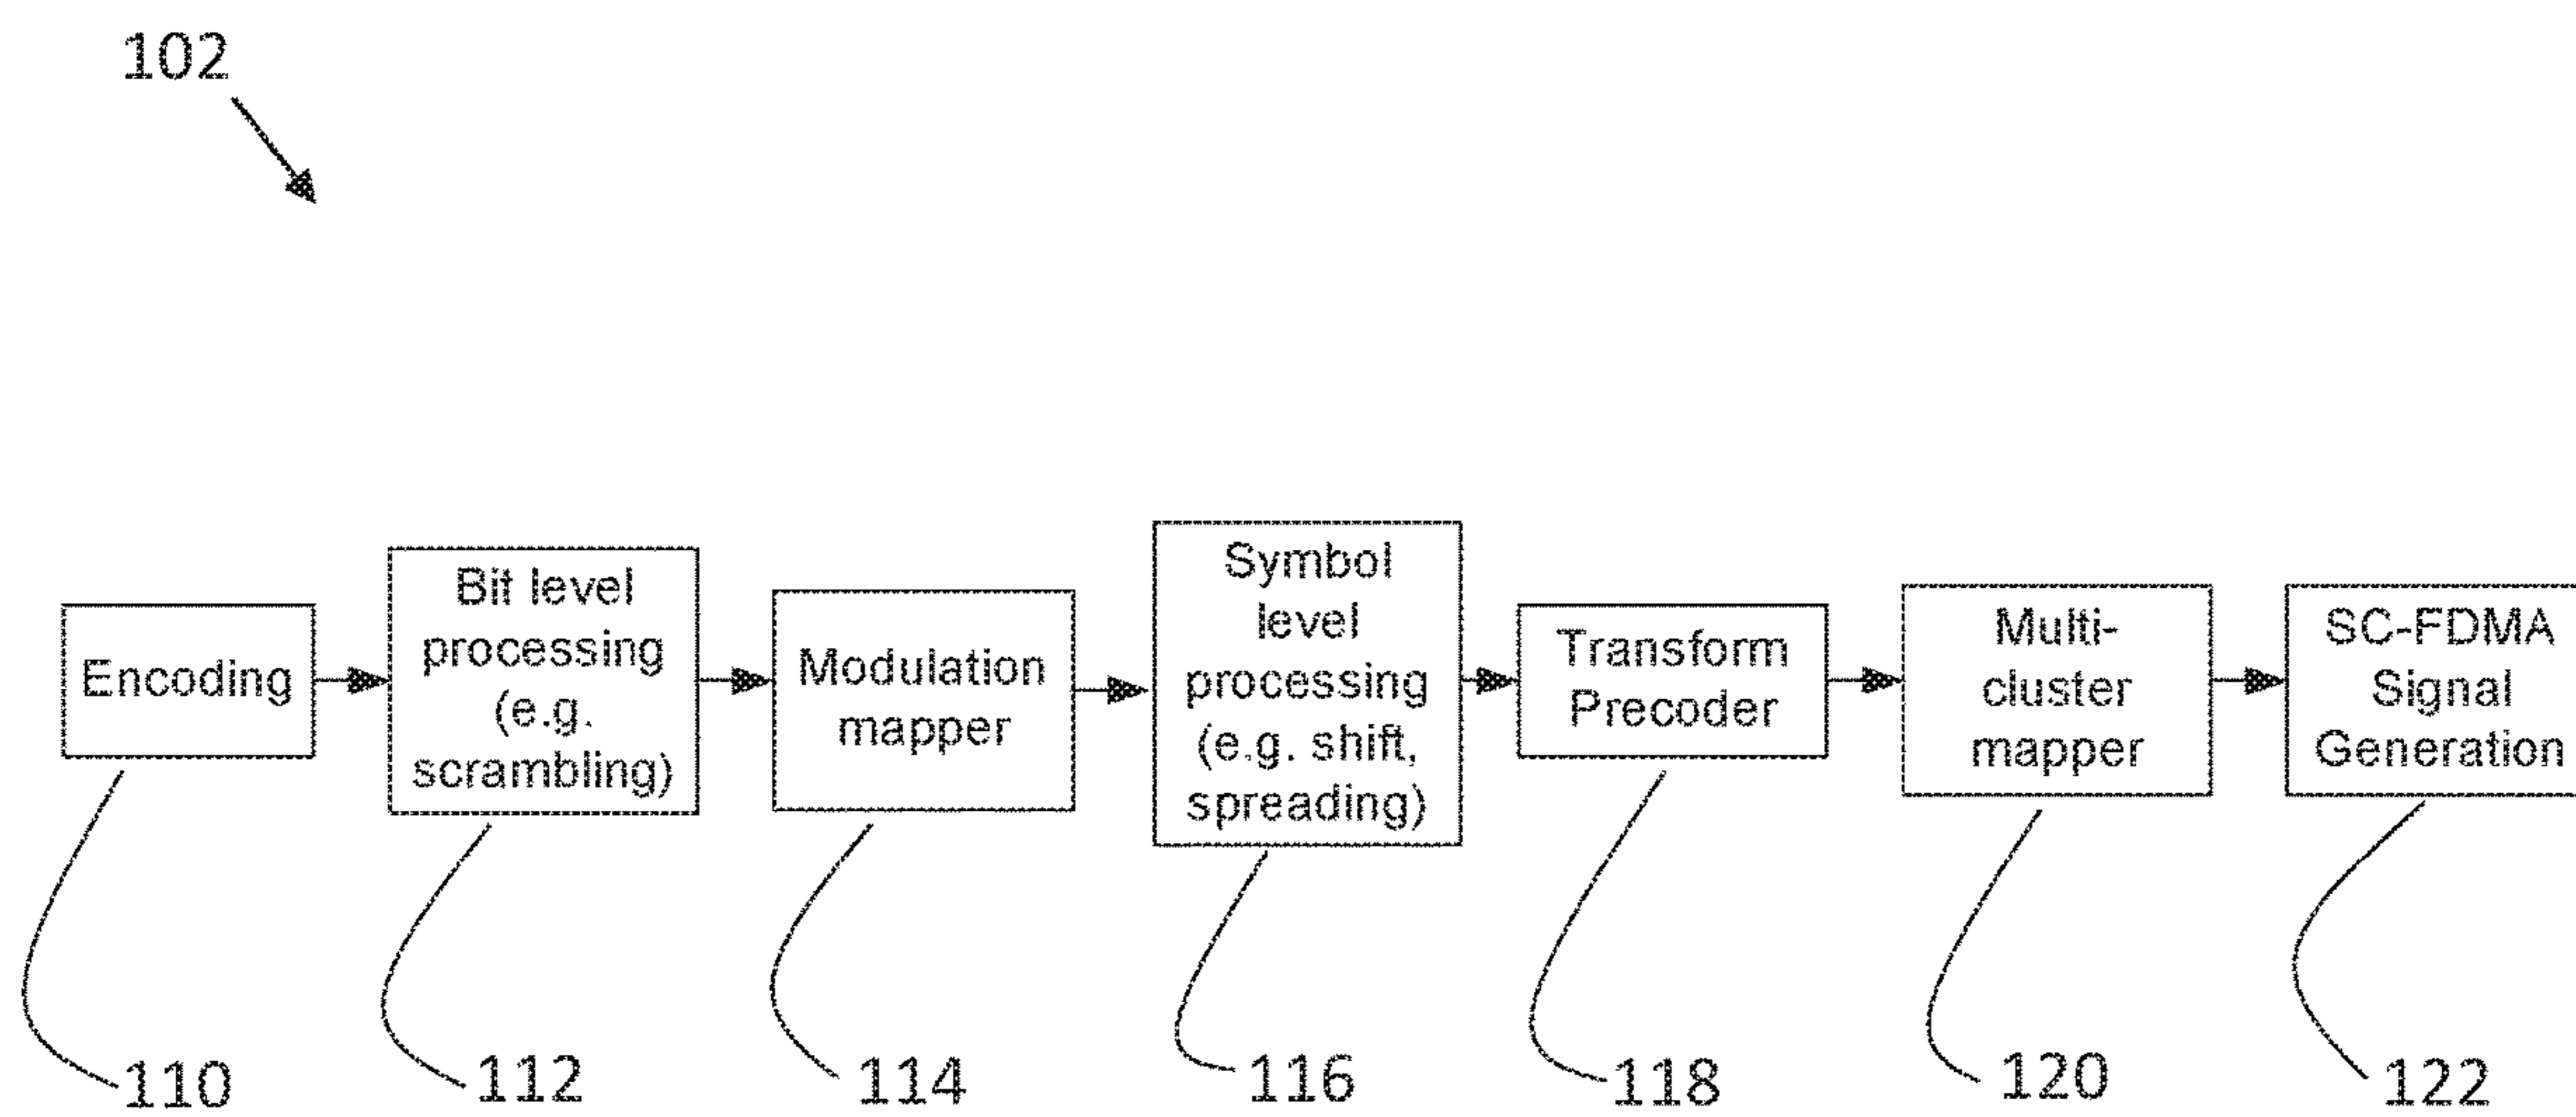 102
Encoding
Bit level
processing
(e.g.
scrambling)
Modulation
mapper
Symbol
level
processing
(e.g. shift,
spreading)
Transform
Precoder
Multi-
cluster
mapper
SC-FDMA
Signal
Generation
110
112
114
116
118
120
122